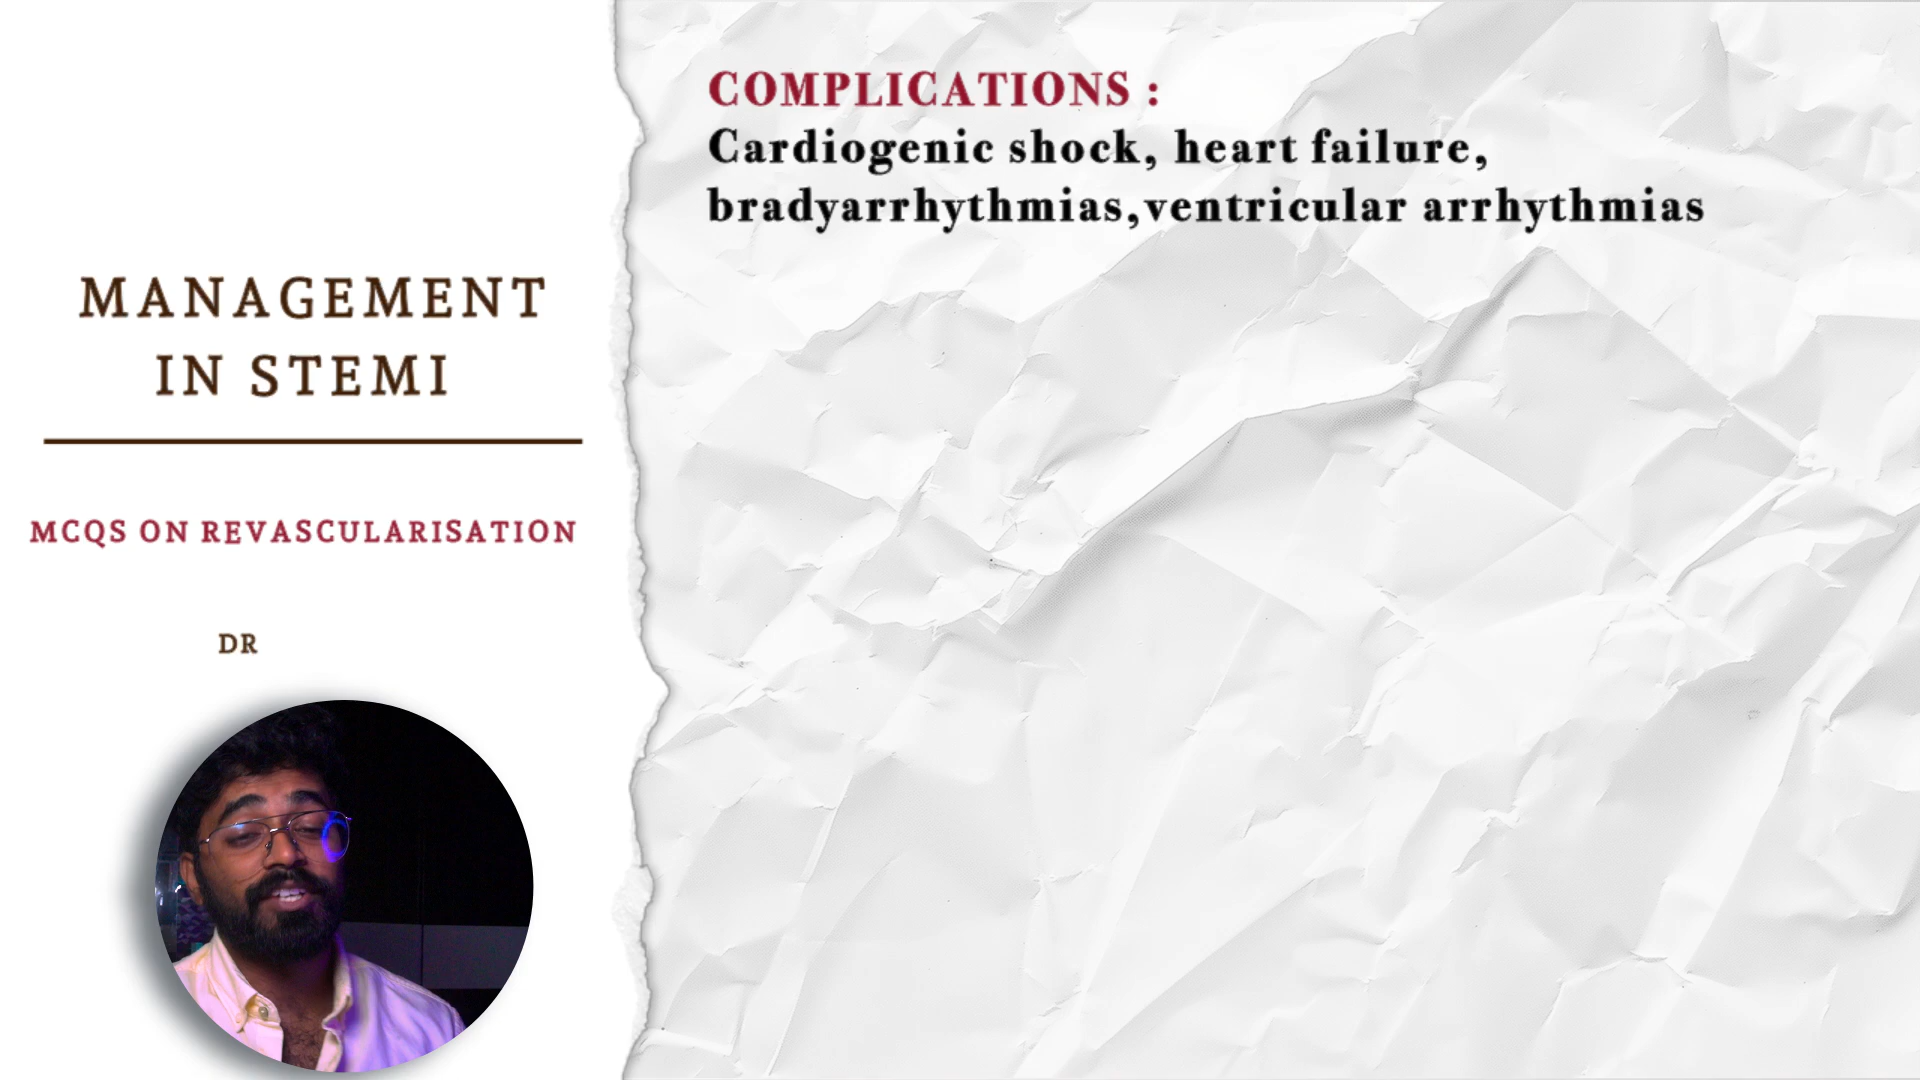 MANAGEMENT
IN STEMI
MCQS ON REVASCULARISATION
DR
COMPLICATIONS :
Cardiogenic shock, heart failure,
bradyarrhythmias,ventricular arrhythmias